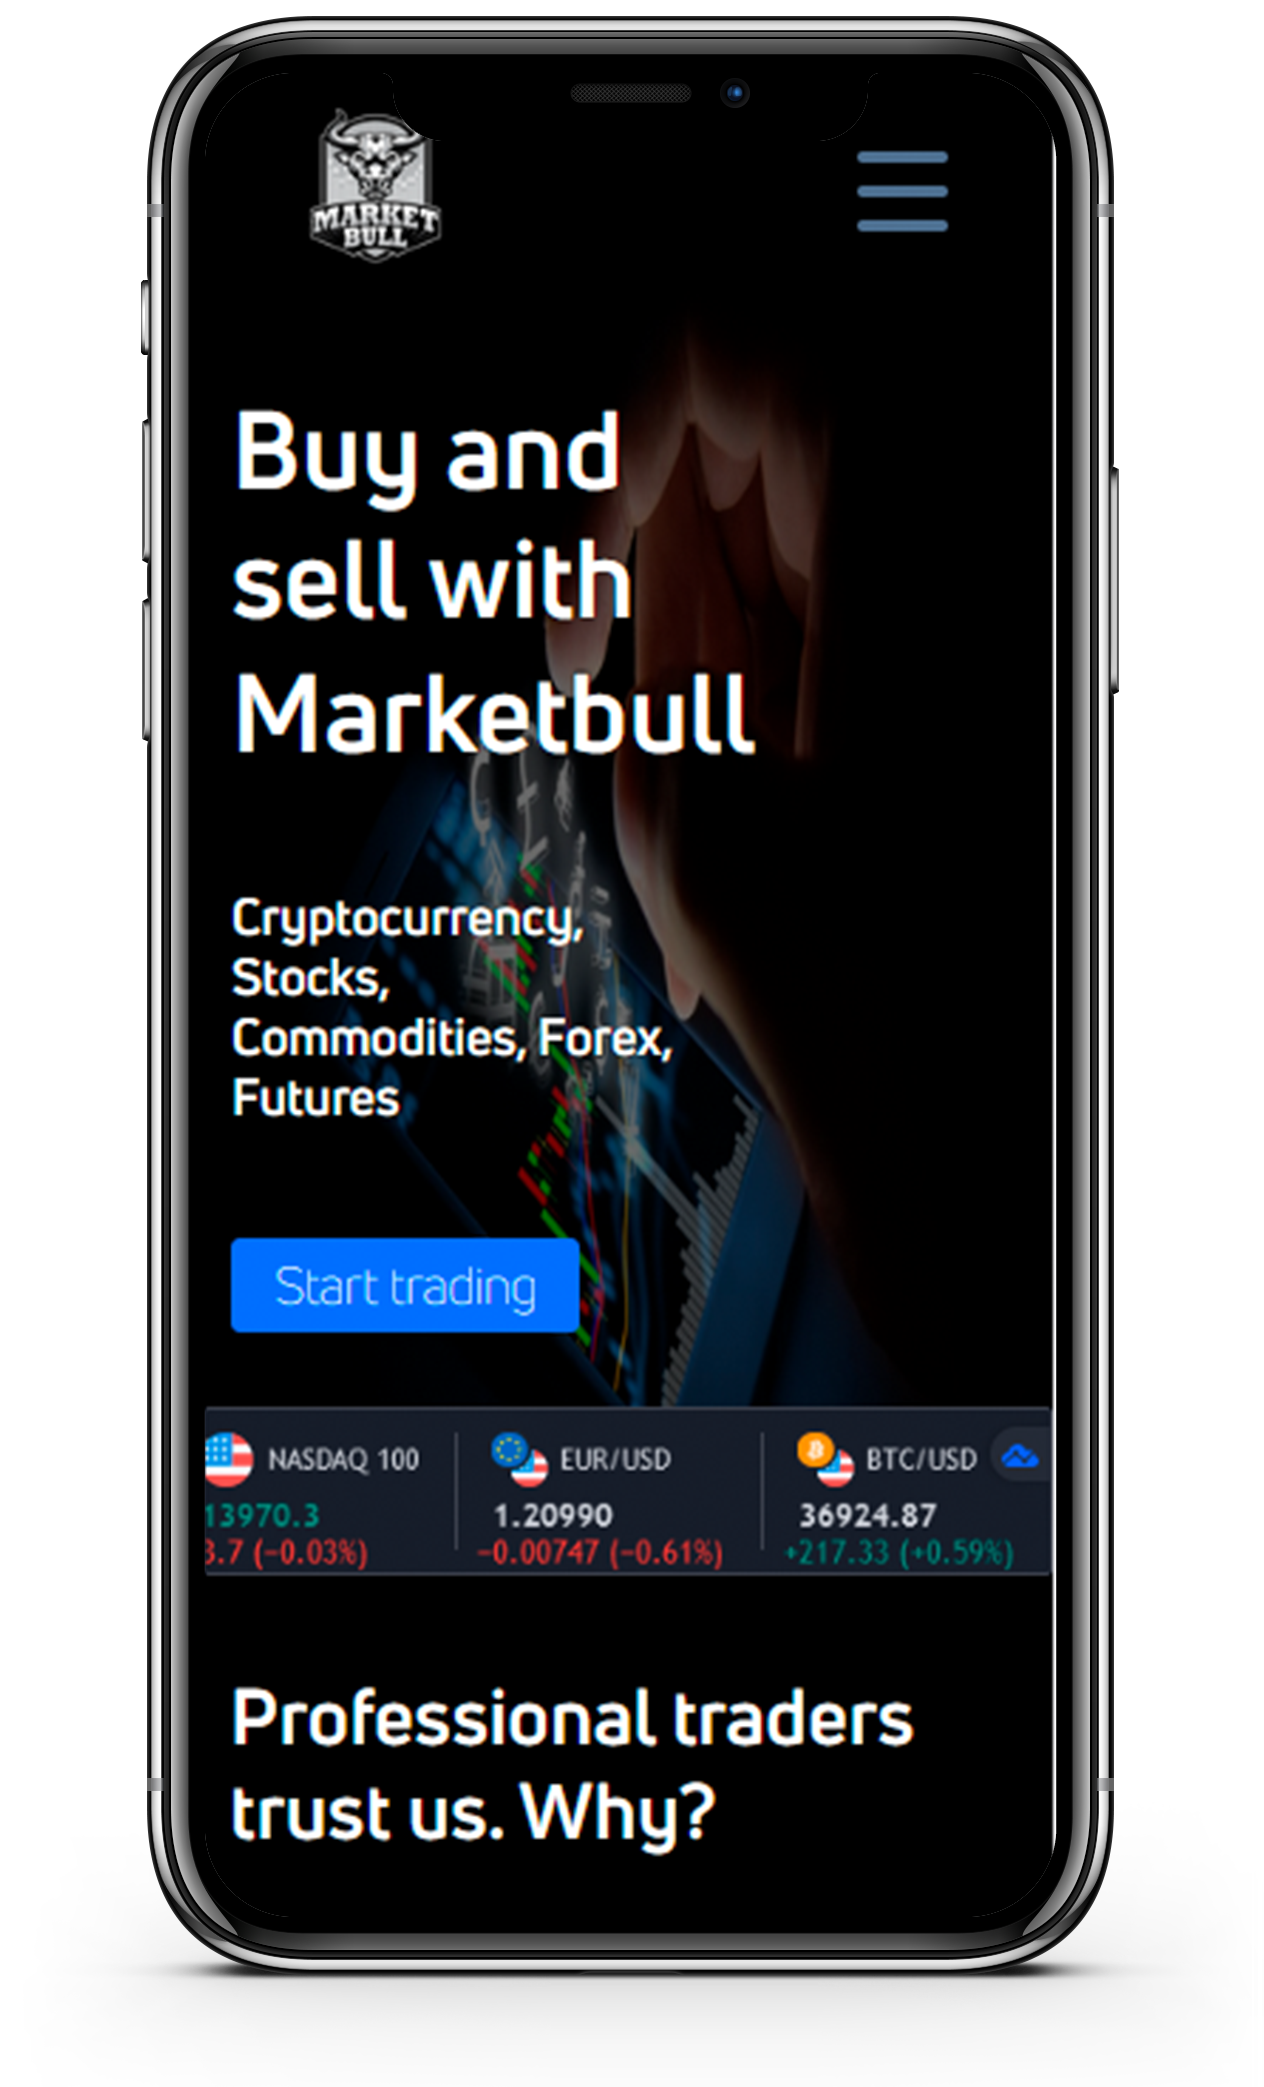 MARKET
BULL
Buy and
sell with
Marketbull
Cryptocurrency,
Stocks,
Commodities, Forex,
Futures
Start trading
NASDAQ 100
EUR/USD
BTC/USD
13970.3
1.20990
36924.87
3.7 (−0.03%)
−0.00747 (−0.61%)
+217.33 (+0.59%)
Professional traders
trust us. Why?